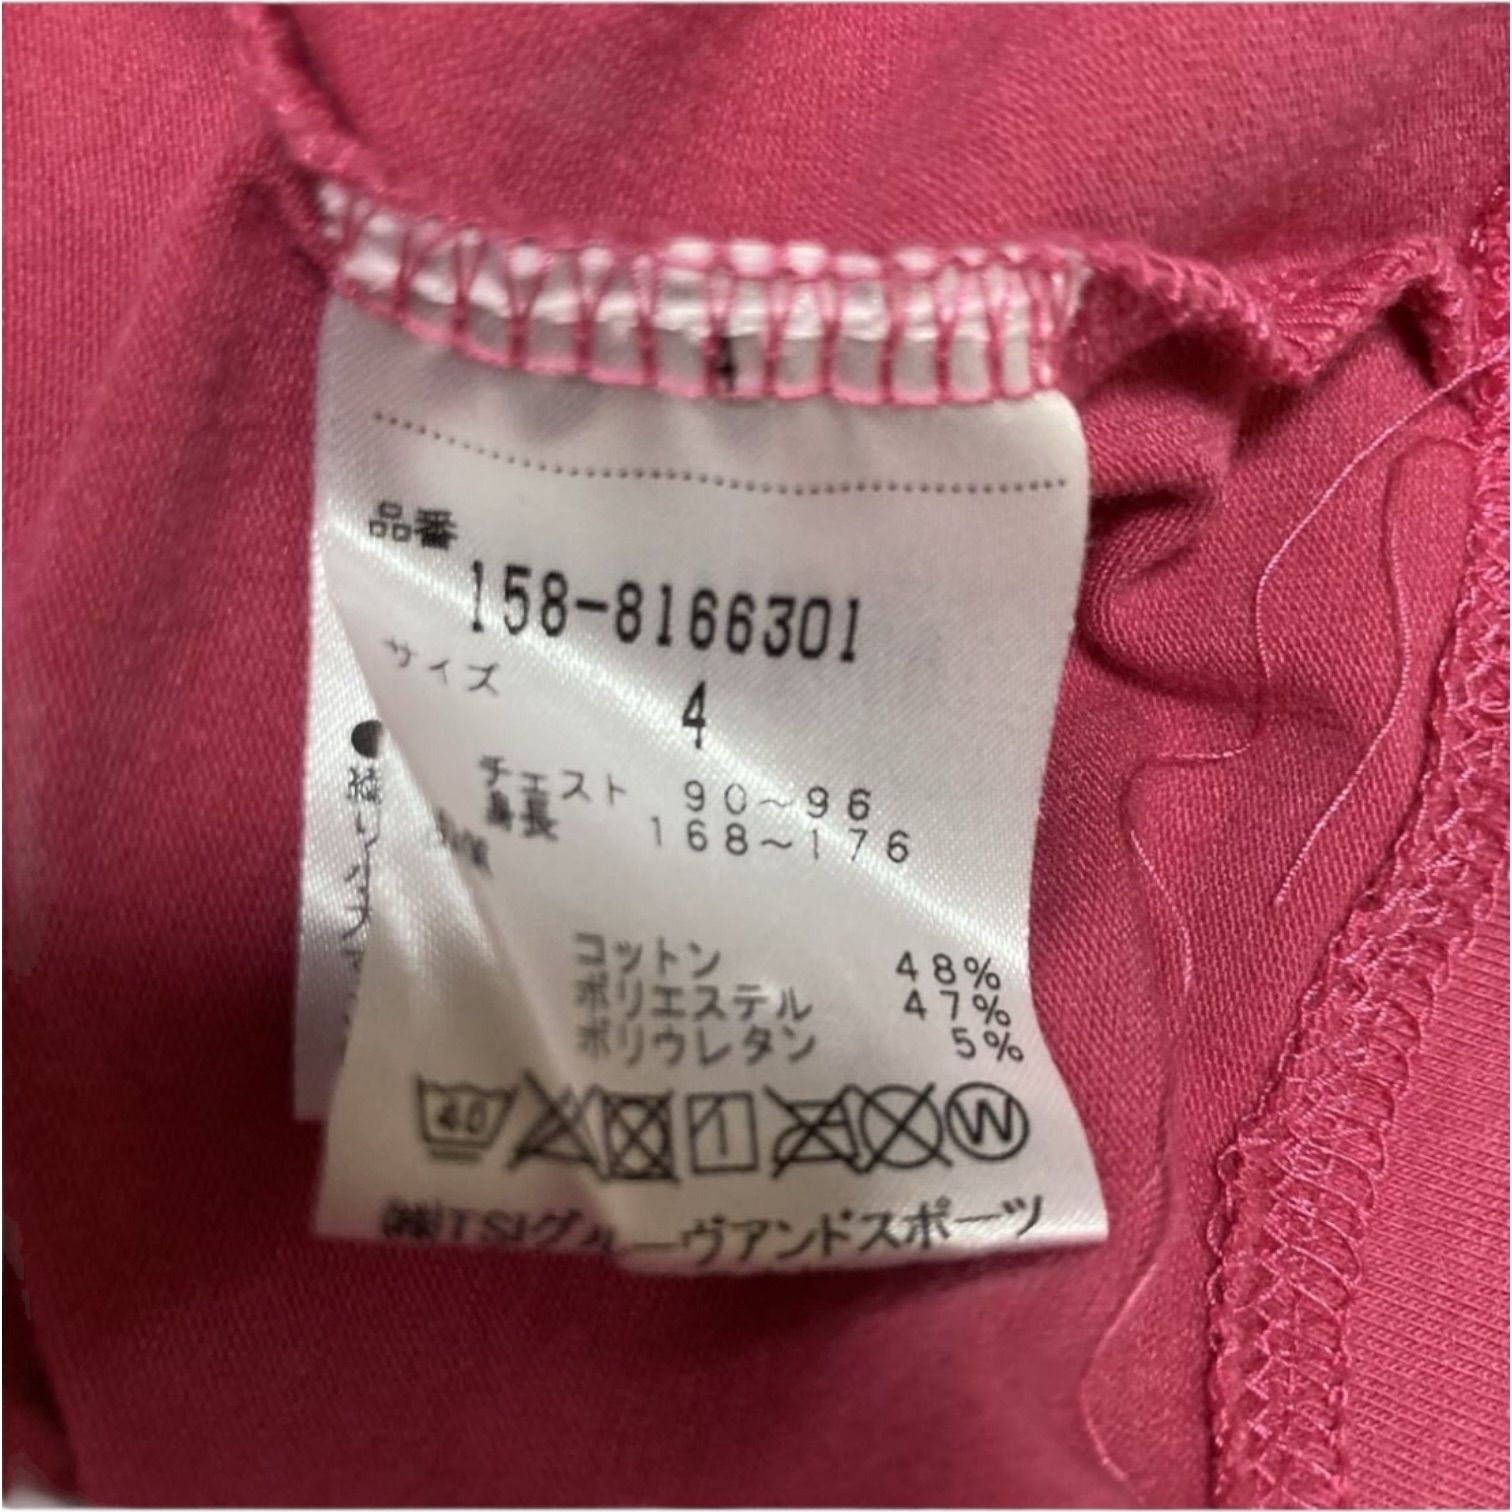 品番
158-8166301
サイズ
4
チェスト 90~96
身長 168~176
コットン 48%
ポリエステル 47%
ポリウレタン 5%
40 W
㈱TSIグルーヴアンドスポーツ